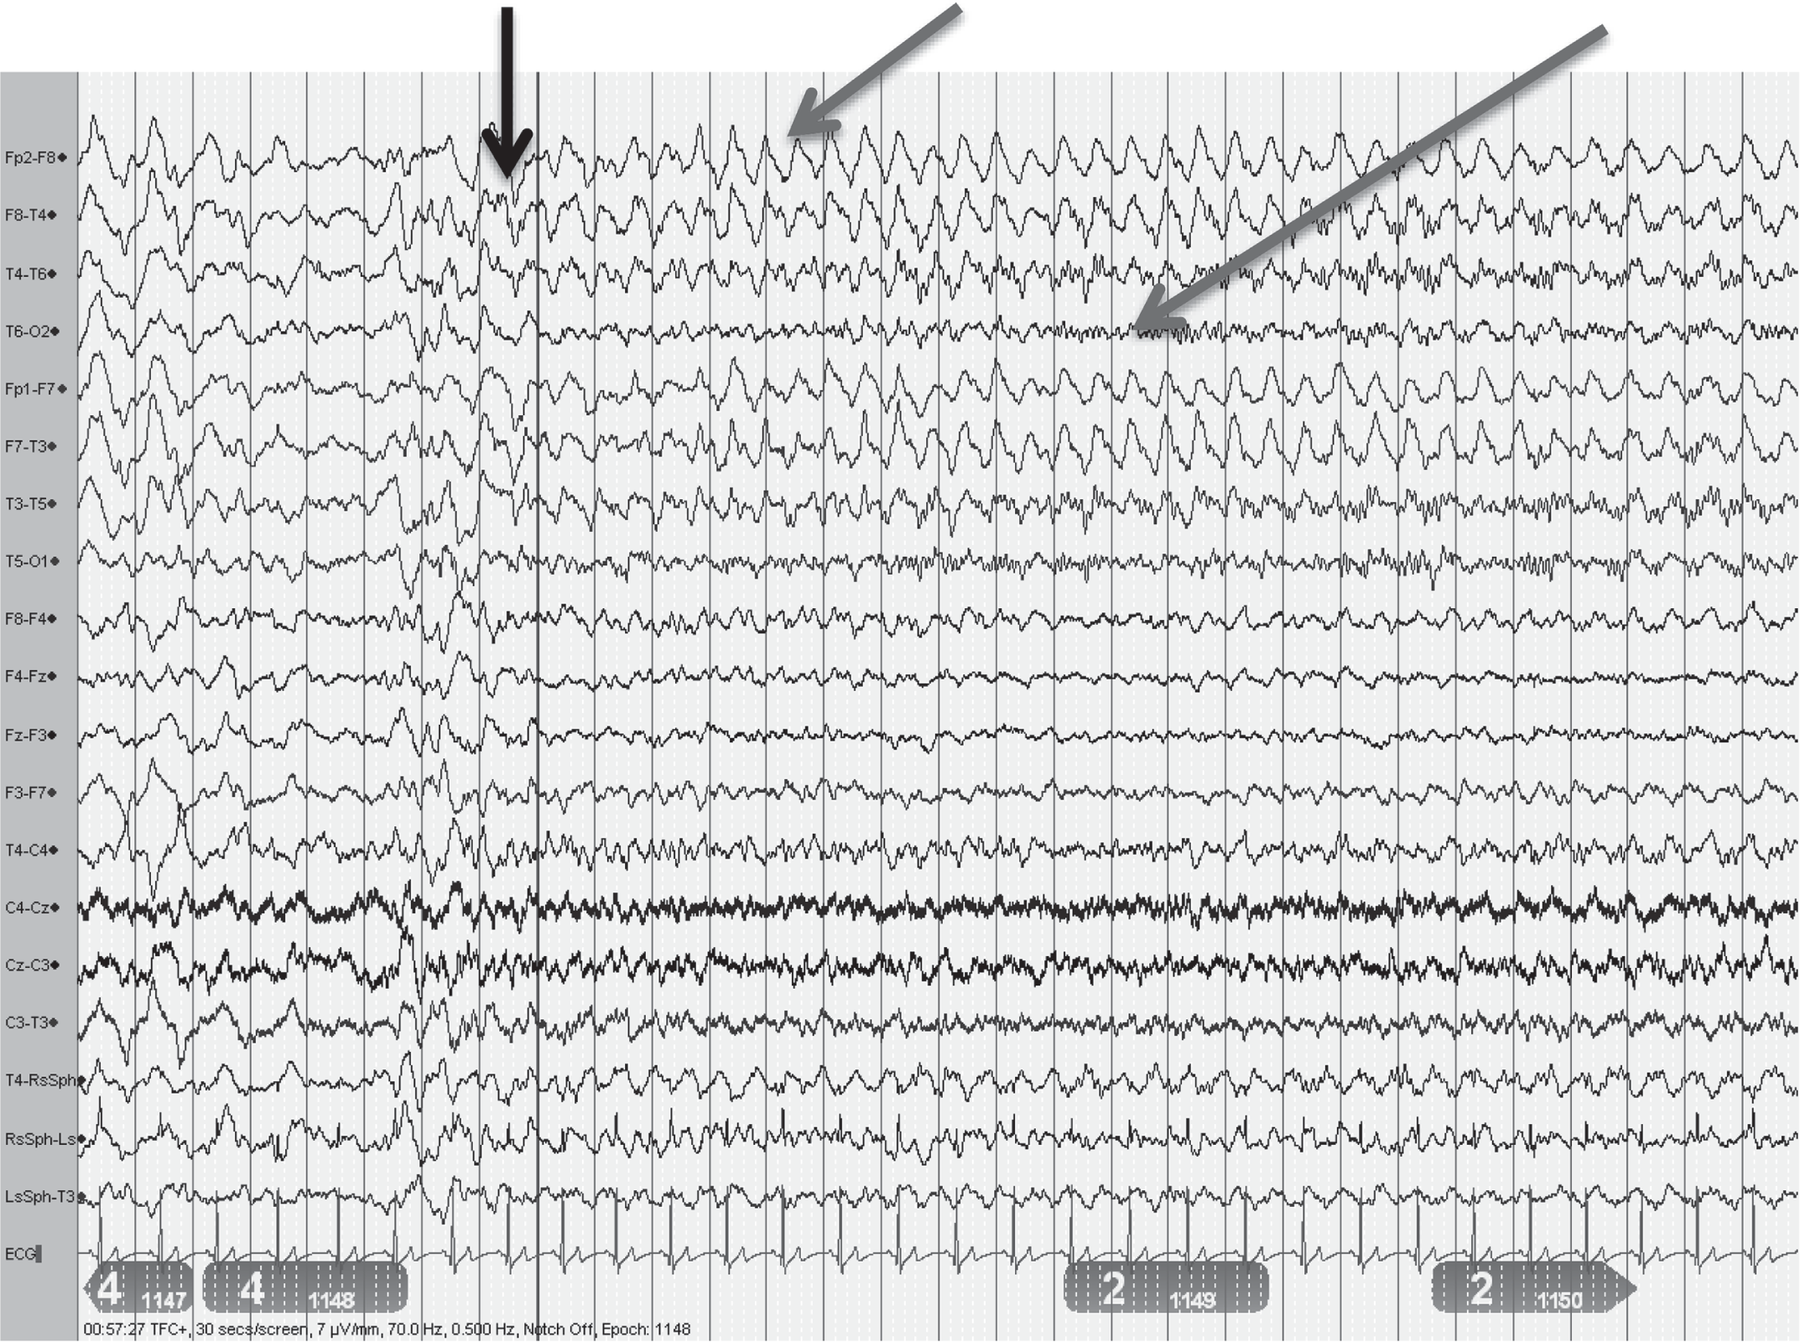 Fp2-F8
F8-T4
T4-T6
T6-O2
Fp1-F7
F7-T3
T3-T5
T5-O1
F8-F4
F4-Fz
Fz-F3
F3-F7
T4-C4
C4-Cz
Cz-C3
C3-T3
T4-RsSph
RsSph-Ls
LsSph-T3
ECG
4 1147 4 1148 2 1149 2 1150
00:57:27 TFC+, 30 secs/screen, 7 µV/mm, 70.0 Hz, 0.500 Hz, Notch Off, Epoch: 1148